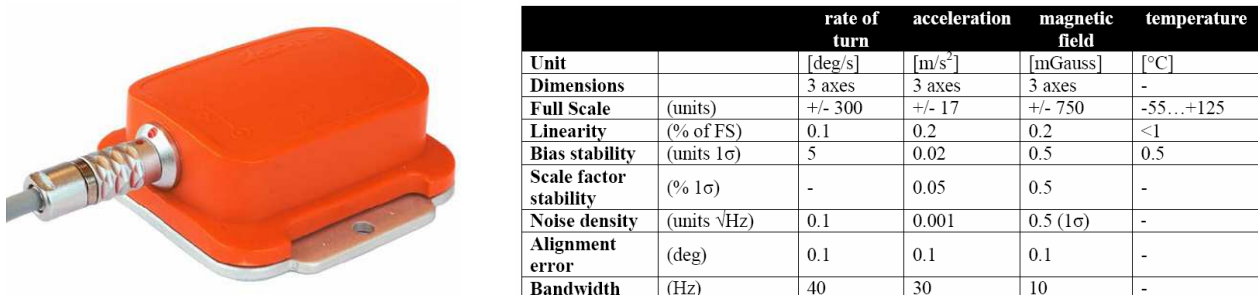 rate of turn acceleration magnetic field temperature
Unit [deg/s] [m/s²] [mGauss] [°C]
Dimensions 3 axes 3 axes 3 axes -
Full Scale (units) +/- 300 +/- 17 +/- 750 -55…+125
Linearity (% of FS) 0.1 0.2 0.2 <1
Bias stability (units 1σ) 5 0.02 0.5 0.5
Scale factor stability (% 1σ) - 0.05 0.5 -
Noise density (units √Hz) 0.1 0.001 0.5 (1σ) -
Alignment error (deg) 0.1 0.1 0.1 -
Bandwidth (Hz) 40 30 10 -